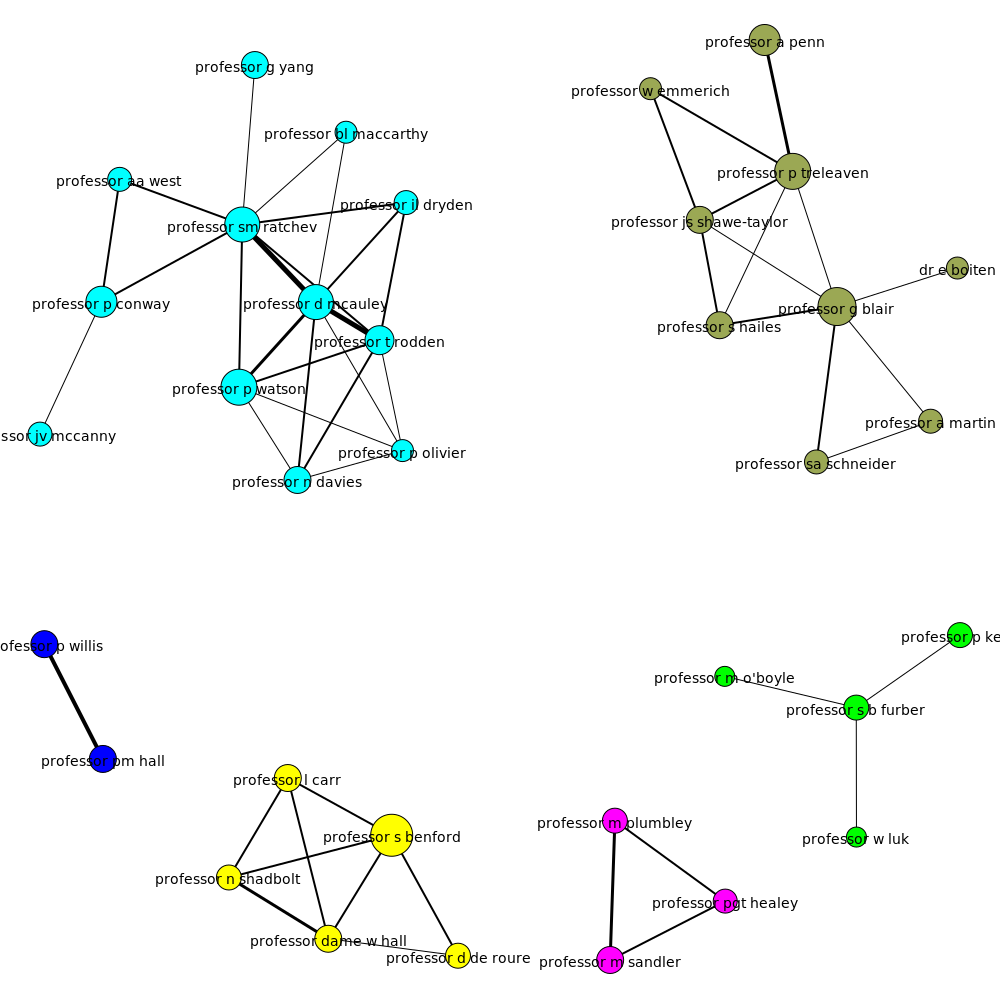 professor a penn
professor g yang
professor w emmerich
professor bl maccarthy
professor p treleaven
professor aa west
professor il dryden
professor js shawe-taylor
professor sm ratchev
dr e boiten
professor p conway
professor d mcauley
professor g blair
professor s hailes
professor t rodden
professor p watson
professor a martin
ssor jv mccanny
professor p olivier
professor sa schneider
professor n davies
professor p ke
ofessor p willis
professor m o'boyle
professor s b furber
professor pm hall
professor l carr
professor m plumbley
professor s benford
professor w luk
professor n shadbolt
professor pgt healey
professor dame w hall
professor d de roure
professor m sandler